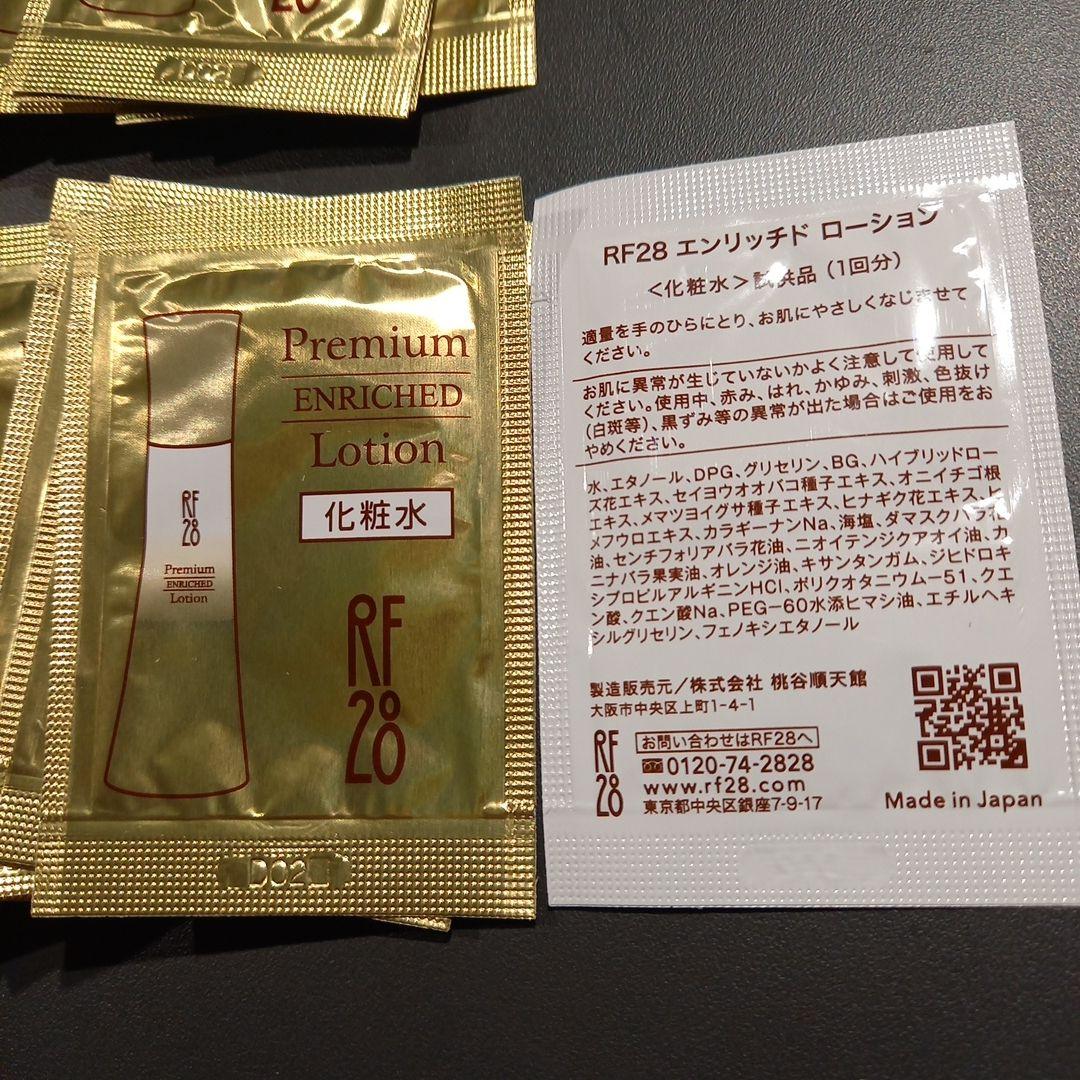 28
D02
Premium
ENRICHED
Lotion
化粧水
RF
28
Premium
ENRICHED
Lotion
RF
28
D02
RF28 エンリッチド ローション
<化粧水>試供品（1回分）
適量を手のひらにとり、お肌にやさしくなじませて
ください。
お肌に異常が生じていないかよく注意して使用して
ください。使用中、赤み、はれ、かゆみ、刺激、色抜け
（白斑等）、黒ずみ等の異常が出た場合はご使用をお
やめください。
水、エタノール、DPG、グリセリン、BG、ハイブリッドロー
ズ花エキス、セイヨウオオバコ種子エキス、オニイチゴ根
エキス、メマツヨイグサ種子エキス、ヒナギク花エキス、ヒ
メフウロエキス、カラギーナンNa、海塩、ダマスクバラ花
油、センチフォリアバラ花油、ニオイテンジクアオイ油、カ
ニナバラ果実油、オレンジ油、キサンタンガム、ジヒドロキ
シプロピルアルギニンHCl、ポリクオタニウム－51、クエ
ン酸、クエン酸Na、PEG－60水添ヒマシ油、エチルヘキ
シルグリセリン、フェノキシエタノール
製造販売元／株式会社 桃谷順天館
大阪市中央区上町1-4-1
RF
28
お問い合わせはRF28へ
0120-74-2828
www.rf28.com
東京都中央区銀座7-9-17
Made in Japan